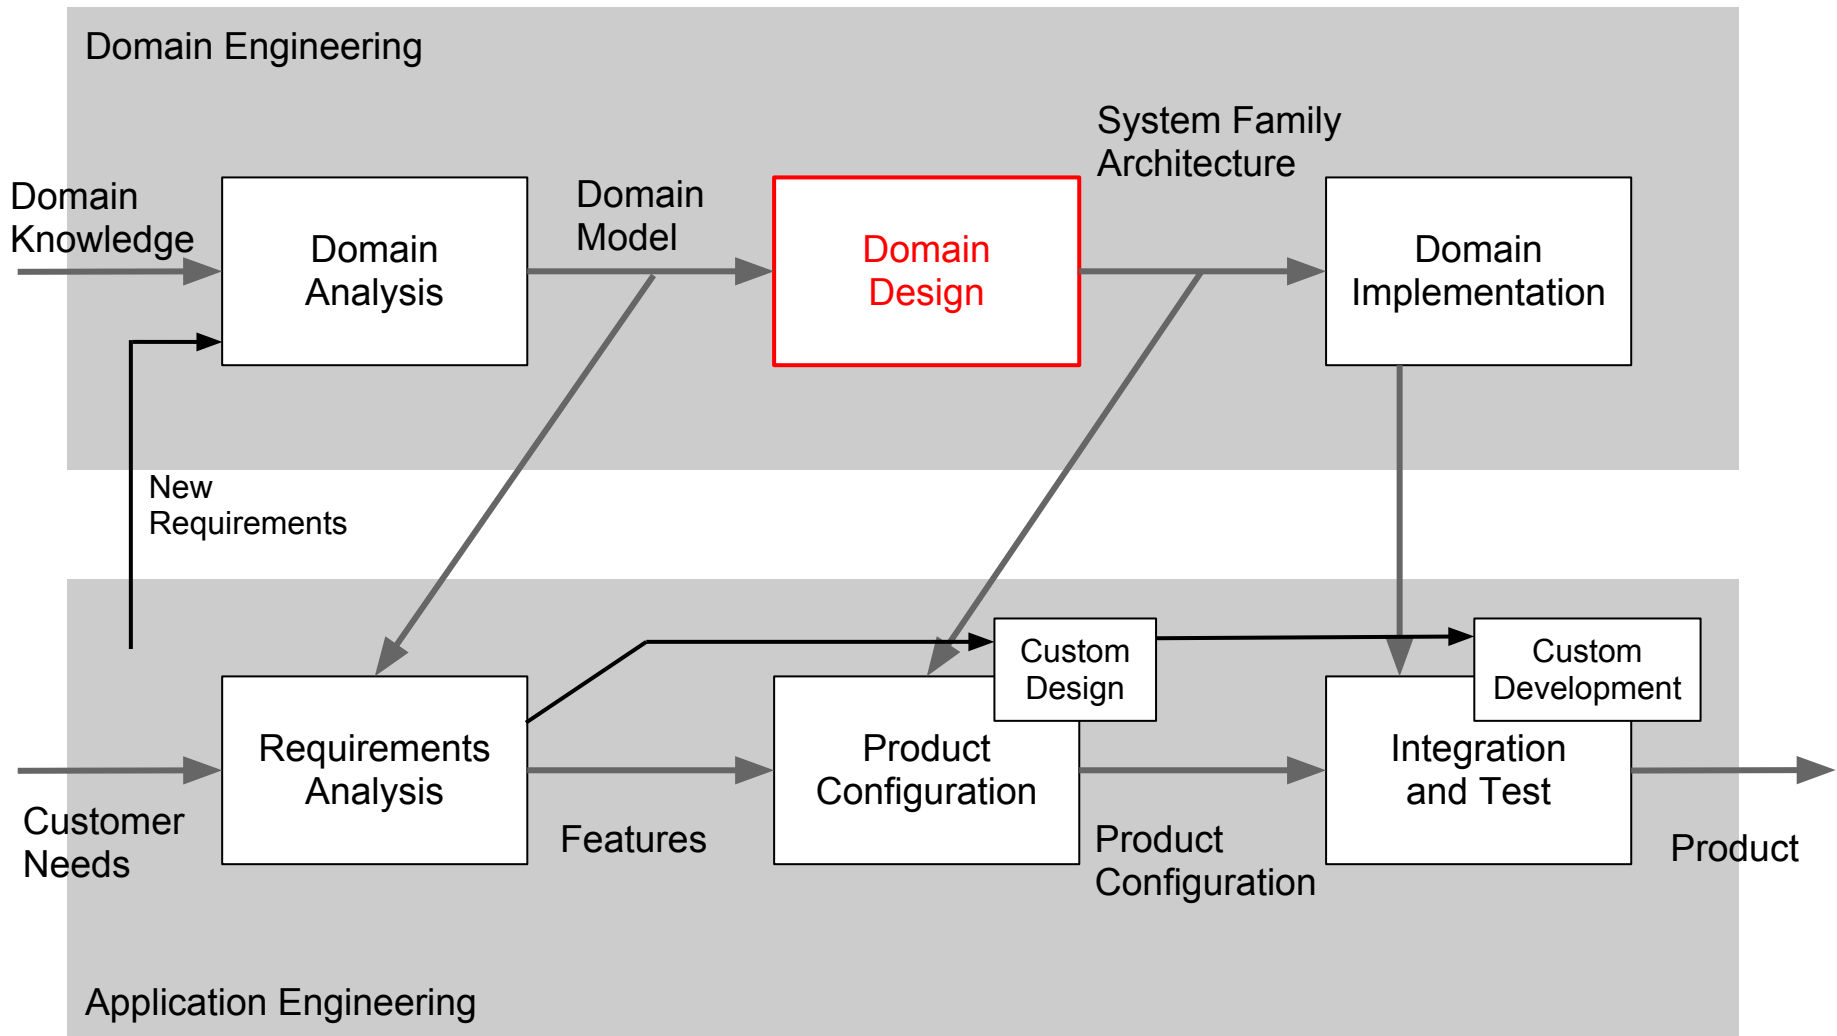 Domain Engineering
System Family
Architecture
Domain
Knowledge
Domain
Analysis
Domain
Model
Domain
Design
Domain
Implementation
New
Requirements
Custom
Design
Custom
Development
Requirements
Analysis
Product
Configuration
Integration
and Test
Customer
Needs
Features
Product
Configuration
Product
Application Engineering